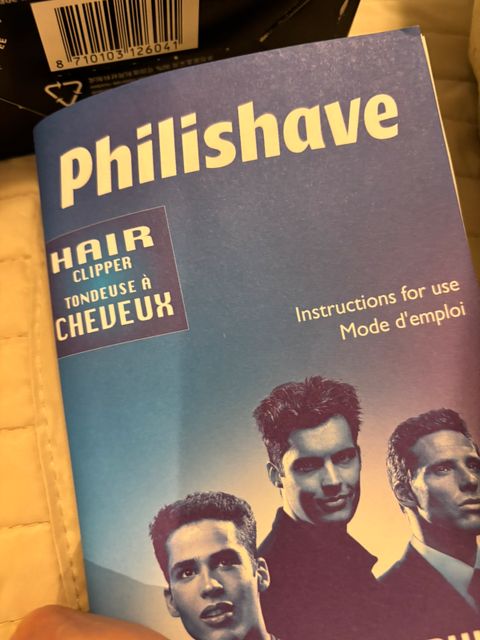 8 710103 126041
Philishave
HAIR
CLIPPER
TONDEUSE À
CHEVEUX
Instructions for use
Mode d'emploi